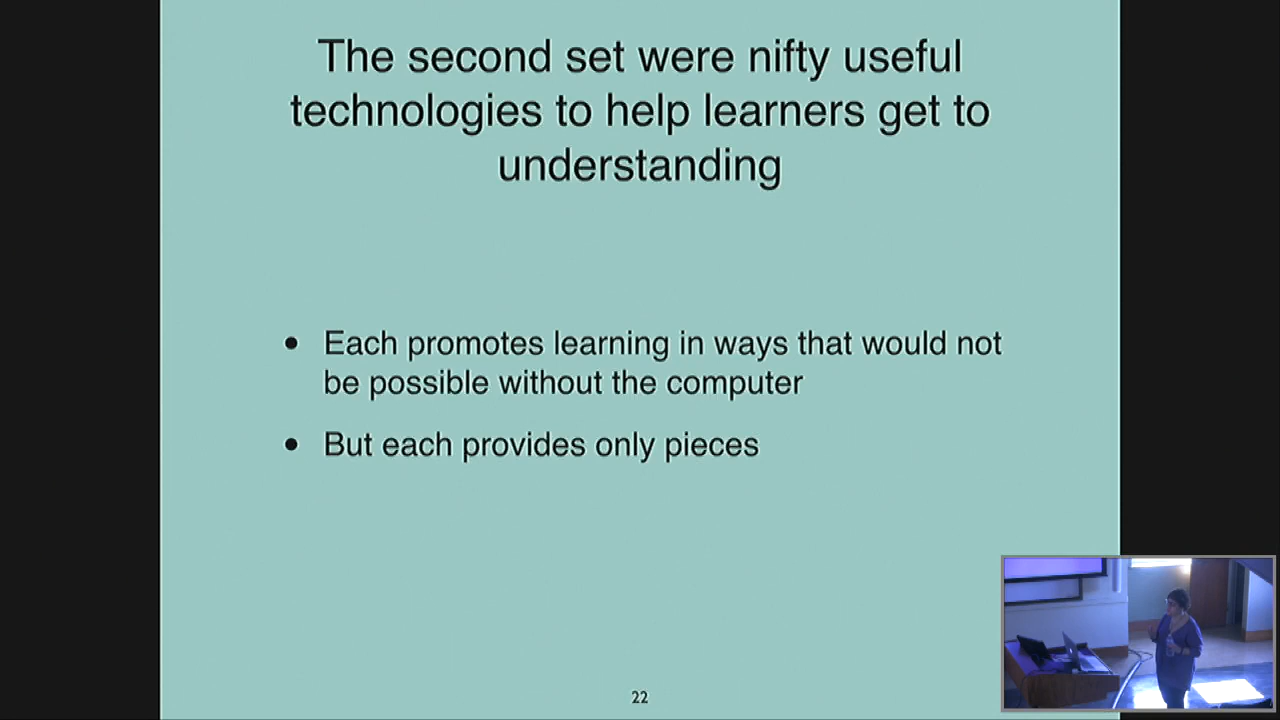 The second set were nifty useful
technologies to help learners get to
understanding
• Each promotes learning in ways that would not
be possible without the computer
• But each provides only pieces
22